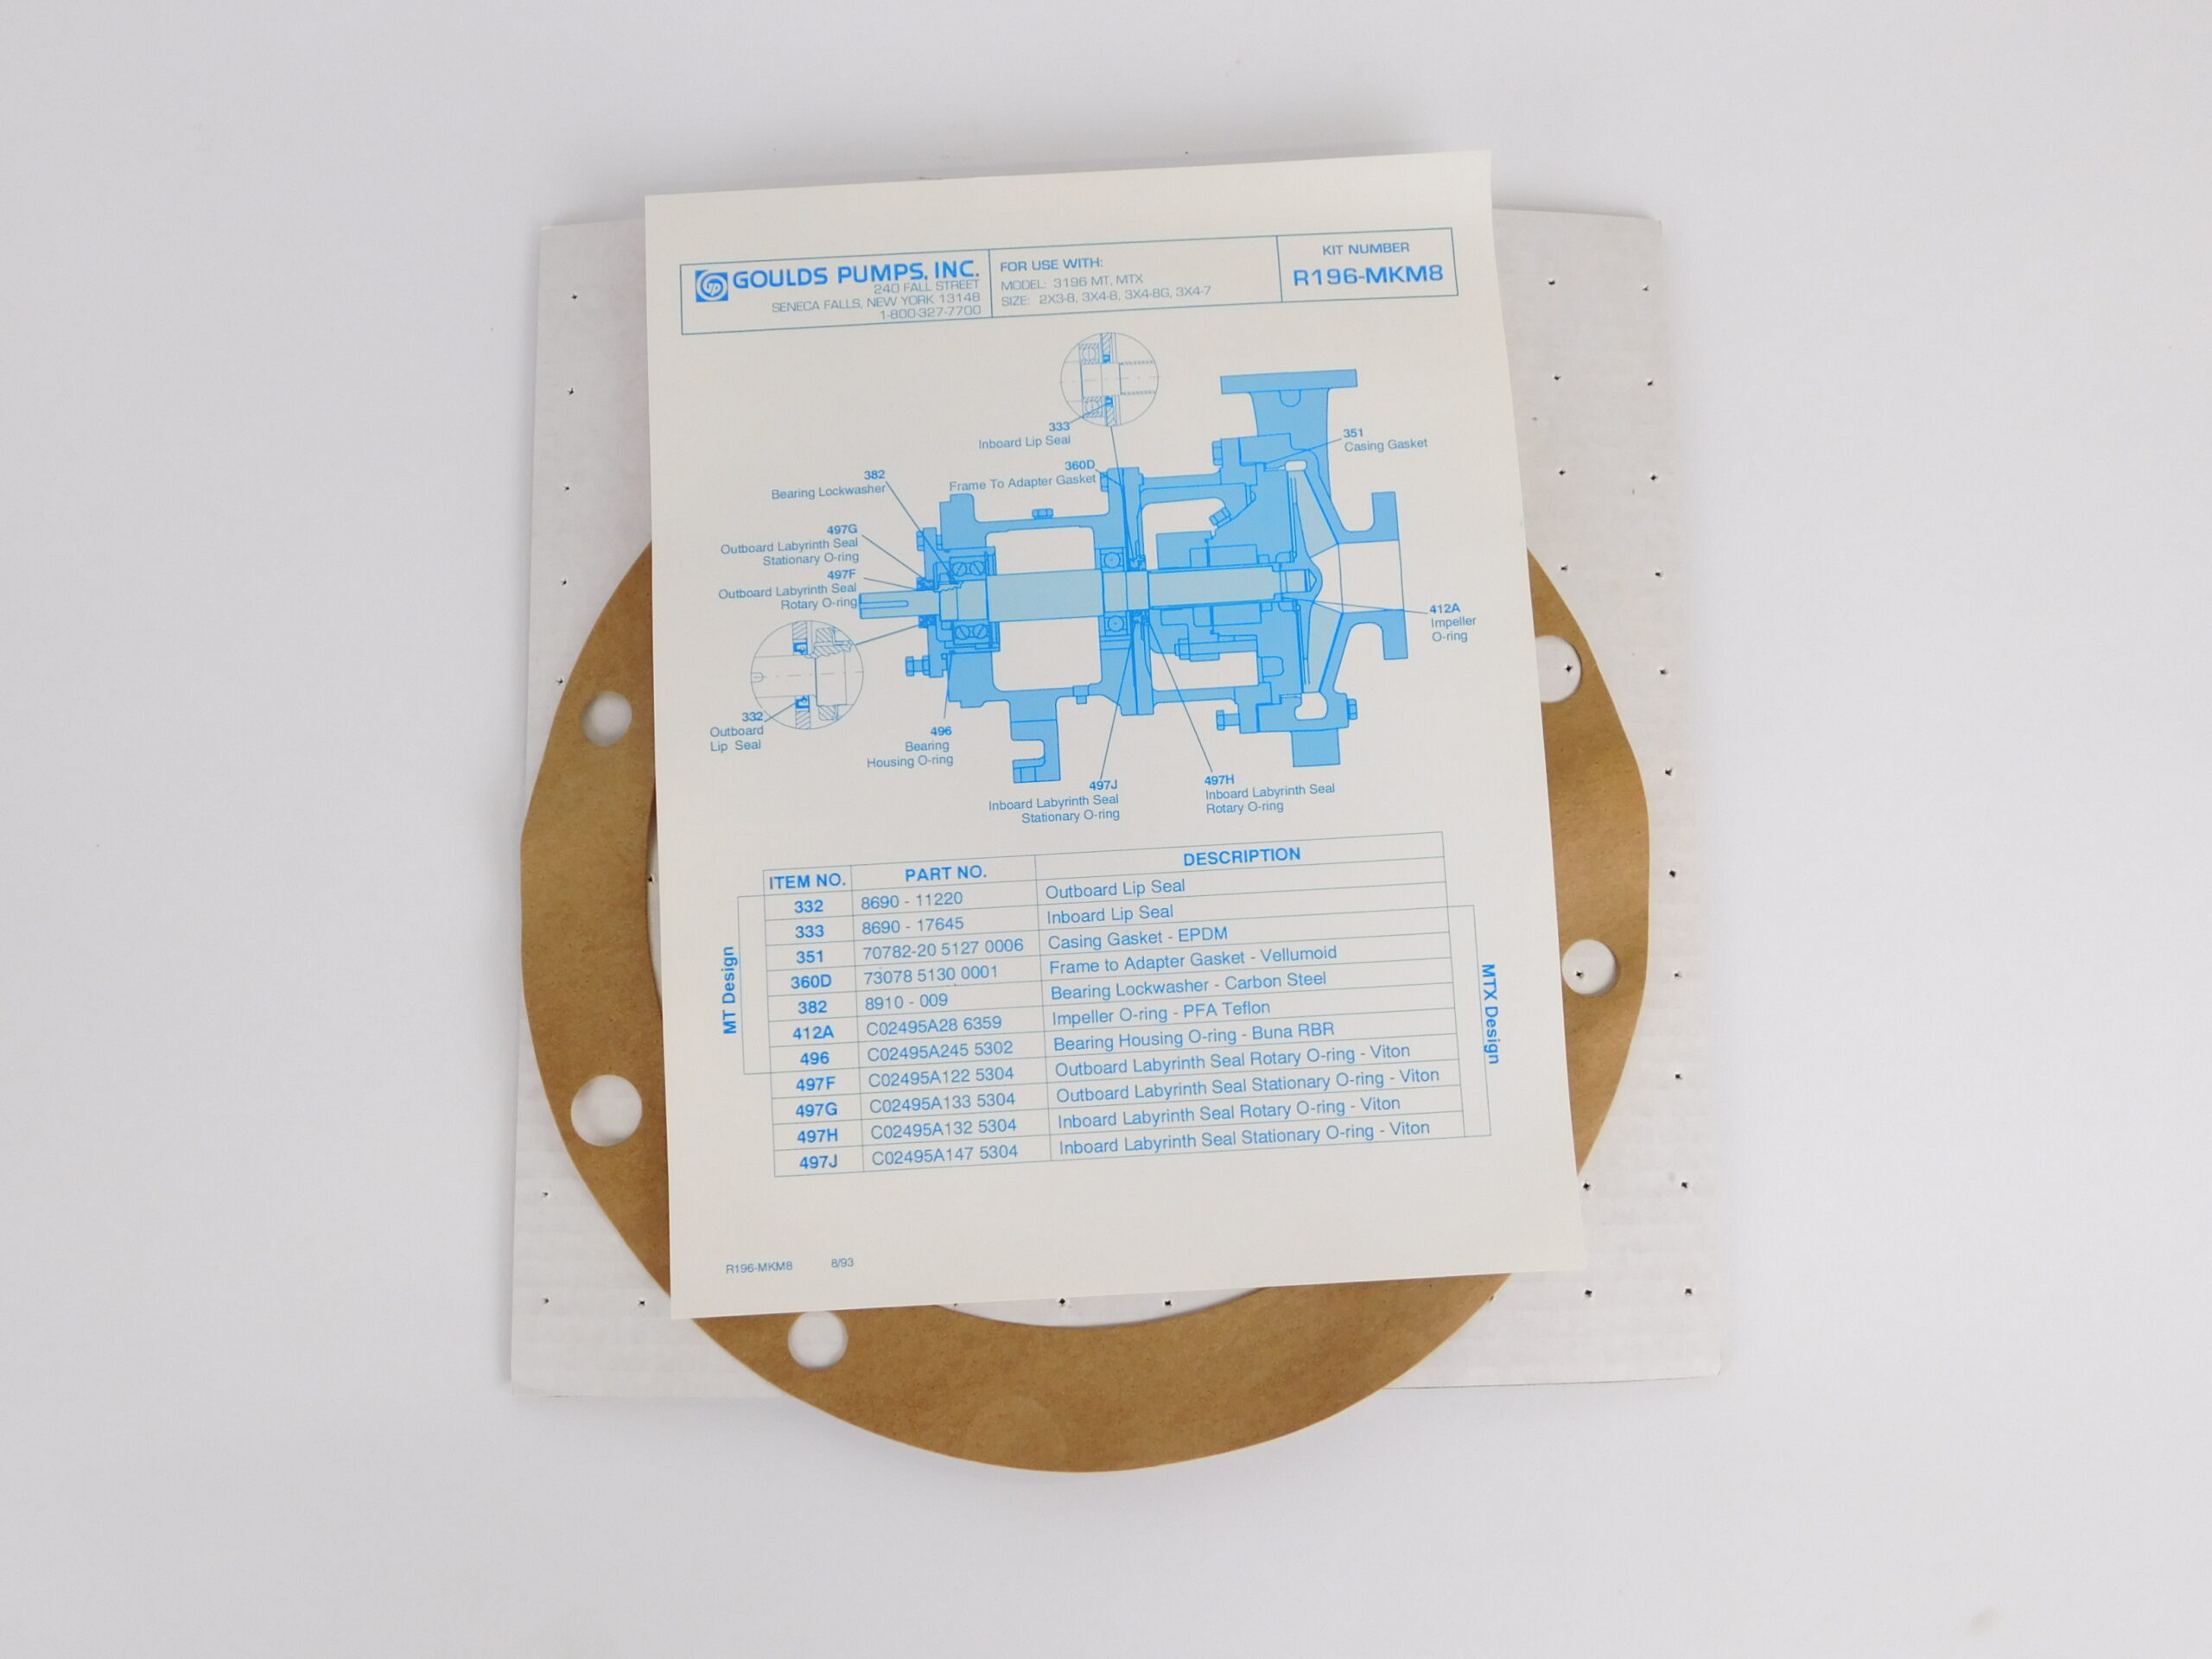 GOULDS PUMPS, INC.
240 FALL STREET
SENECA FALLS, NEW YORK 13148
1-800-327-7700
FOR USE WITH:
MODEL: 3196 MT, MTX
SIZE: 2X3-8, 3X4-8, 3X4-8G, 3X4-7
KIT NUMBER
R196-MKM8
333
Inboard Lip Seal
351
Casing Gasket
360D
Frame To Adapter Gasket
382
Bearing Lockwasher
497G
Outboard Labyrinth Seal
Stationary O-ring
497F
Outboard Labyrinth Seal
Rotary O-ring
412A
Impeller
O-ring
332
Outboard
Lip Seal
496
Bearing
Housing O-ring
497J
Inboard Labyrinth Seal
Stationary O-ring
497H
Inboard Labyrinth Seal
Rotary O-ring
ITEM NO. PART NO. DESCRIPTION
332 8690 - 11220 Outboard Lip Seal
333 8690 - 17645 Inboard Lip Seal
351 70782-20 5127 0006 Casing Gasket - EPDM
360D 73078 5130 0001 Frame to Adapter Gasket - Vellumoid
382 8910 - 009 Bearing Lockwasher - Carbon Steel
412A C02495A28 6359 Impeller O-ring - PFA Teflon
496 C02495A245 5302 Bearing Housing O-ring - Buna RBR
497F C02495A122 5304 Outboard Labyrinth Seal Rotary O-ring - Viton
497G C02495A133 5304 Outboard Labyrinth Seal Stationary O-ring - Viton
497H C02495A132 5304 Inboard Labyrinth Seal Rotary O-ring - Viton
497J C02495A147 5304 Inboard Labyrinth Seal Stationary O-ring - Viton
MT Design
MTX Design
R196-MKM8 8/93